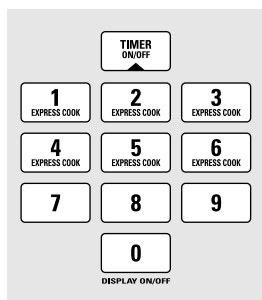 TIMER
ON/OFF
1 2 3
EXPRESS COOK EXPRESS COOK EXPRESS COOK
4 5 6
EXPRESS COOK EXPRESS COOK EXPRESS COOK
7 8 9
0
DISPLAY ON/OFF